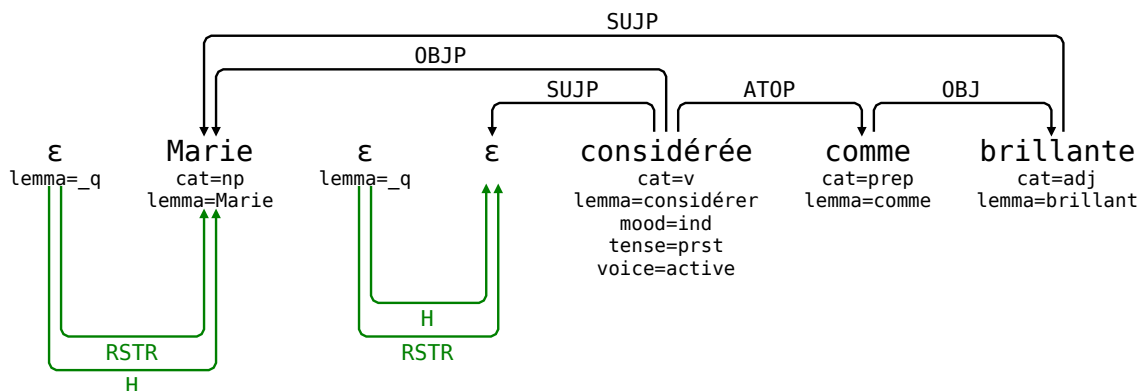 SUJP
OBJP
SUJP ATOP OBJ
ε Marie ε ε considérée comme brillante
lemma=_q cat=np lemma=_q cat=v cat=prep cat=adj
lemma=Marie lemma=considérer lemma=comme lemma=brillant
mood=ind
tense=prst
voice=active
H
RSTR RSTR
H